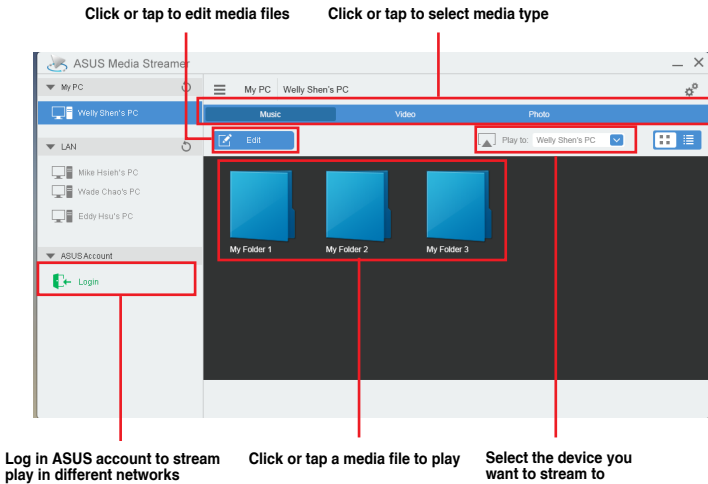 Click or tap to edit media files
Click or tap to select media type
ASUS Media Streamer
My PC
My PC
Welly Shen's PC
Welly Shen's PC
Music
Video
Photo
Edit
Play to:
Welly Shen's PC
LAN
Mike Hsieh's PC
Wade Chao's PC
Eddy Hsu's PC
My Folder 1
My Folder 2
My Folder 3
ASUS Account
Login
Log in ASUS account to stream
play in different networks
Click or tap a media file to play
Select the device you
want to stream to